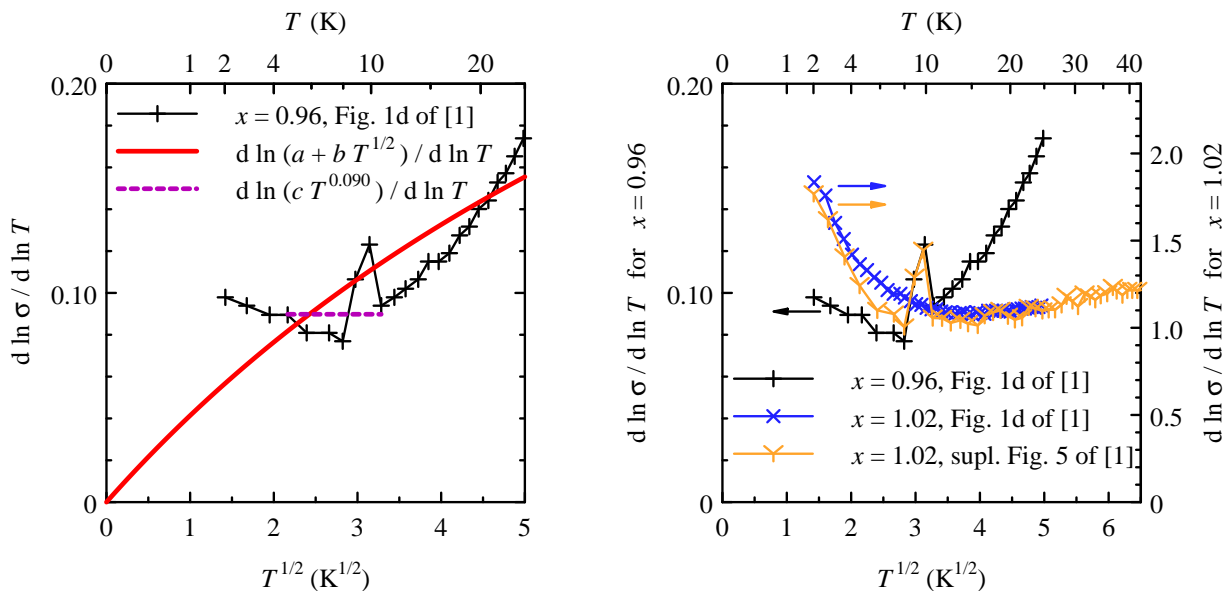 T (K)
0 1 2 4 10 20
0.20
0.10
0
d ln σ / d ln T
x = 0.96, Fig. 1d of [1]
d ln (a + b T^{1/2}) / d ln T
d ln (c T^{0.090}) / d ln T
0 1 2 3 4 5
T^{1/2} (K^{1/2})
T (K)
0 1 2 4 10 20 30 40
0.20
0.10
0
d ln σ / d ln T for x = 0.96
2.0
1.5
1.0
0.5
0
d ln σ / d ln T for x = 1.02
x = 0.96, Fig. 1d of [1]
x = 1.02, Fig. 1d of [1]
x = 1.02, supl. Fig. 5 of [1]
0 1 2 3 4 5 6
T^{1/2} (K^{1/2})